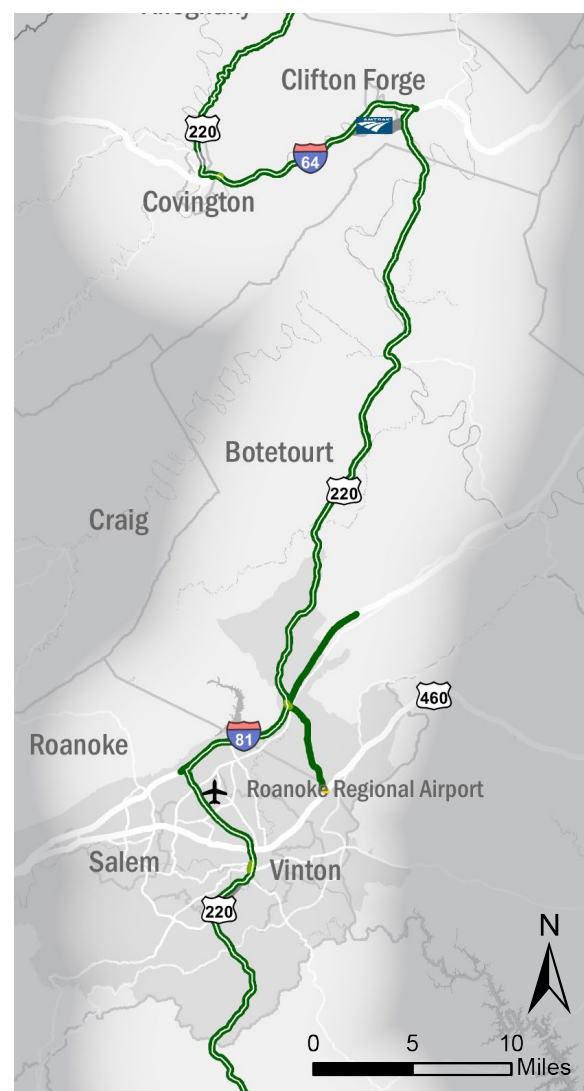 Clifton Forge
220
AMTRAK
64
Covington
Botetourt
220
Craig
460
Roanoke
81
Roanoke Regional Airport
Salem
Vinton
220
N
0
5
10
Miles